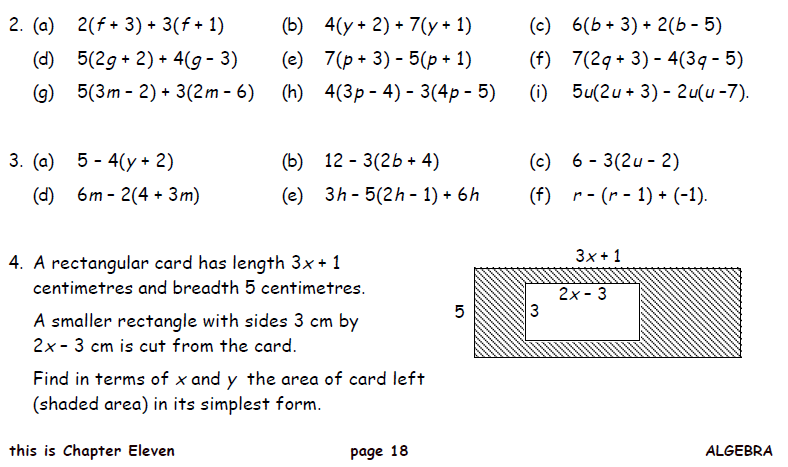 2. (a) 2(f + 3) + 3(f + 1) (b) 4(y + 2) + 7(y + 1) (c) 6(b + 3) + 2(b - 5)
(d) 5(2g + 2) + 4(g - 3) (e) 7(p + 3) - 5(p + 1) (f) 7(2q + 3) - 4(3q - 5)
(g) 5(3m - 2) + 3(2m - 6) (h) 4(3p - 4) - 3(4p - 5) (i) 5u(2u + 3) - 2u(u -7).
3. (a) 5 - 4(y + 2) (b) 12 - 3(2b + 4) (c) 6 - 3(2u - 2)
(d) 6m - 2(4 + 3m) (e) 3h - 5(2h - 1) + 6h (f) r - (r - 1) + (-1).
4. A rectangular card has length 3x + 1
centimetres and breadth 5 centimetres.
A smaller rectangle with sides 3 cm by
2x - 3 cm is cut from the card.
Find in terms of x and y the area of card left
(shaded area) in its simplest form.
3x + 1
2x - 3
5
3
this is Chapter Eleven page 18 ALGEBRA